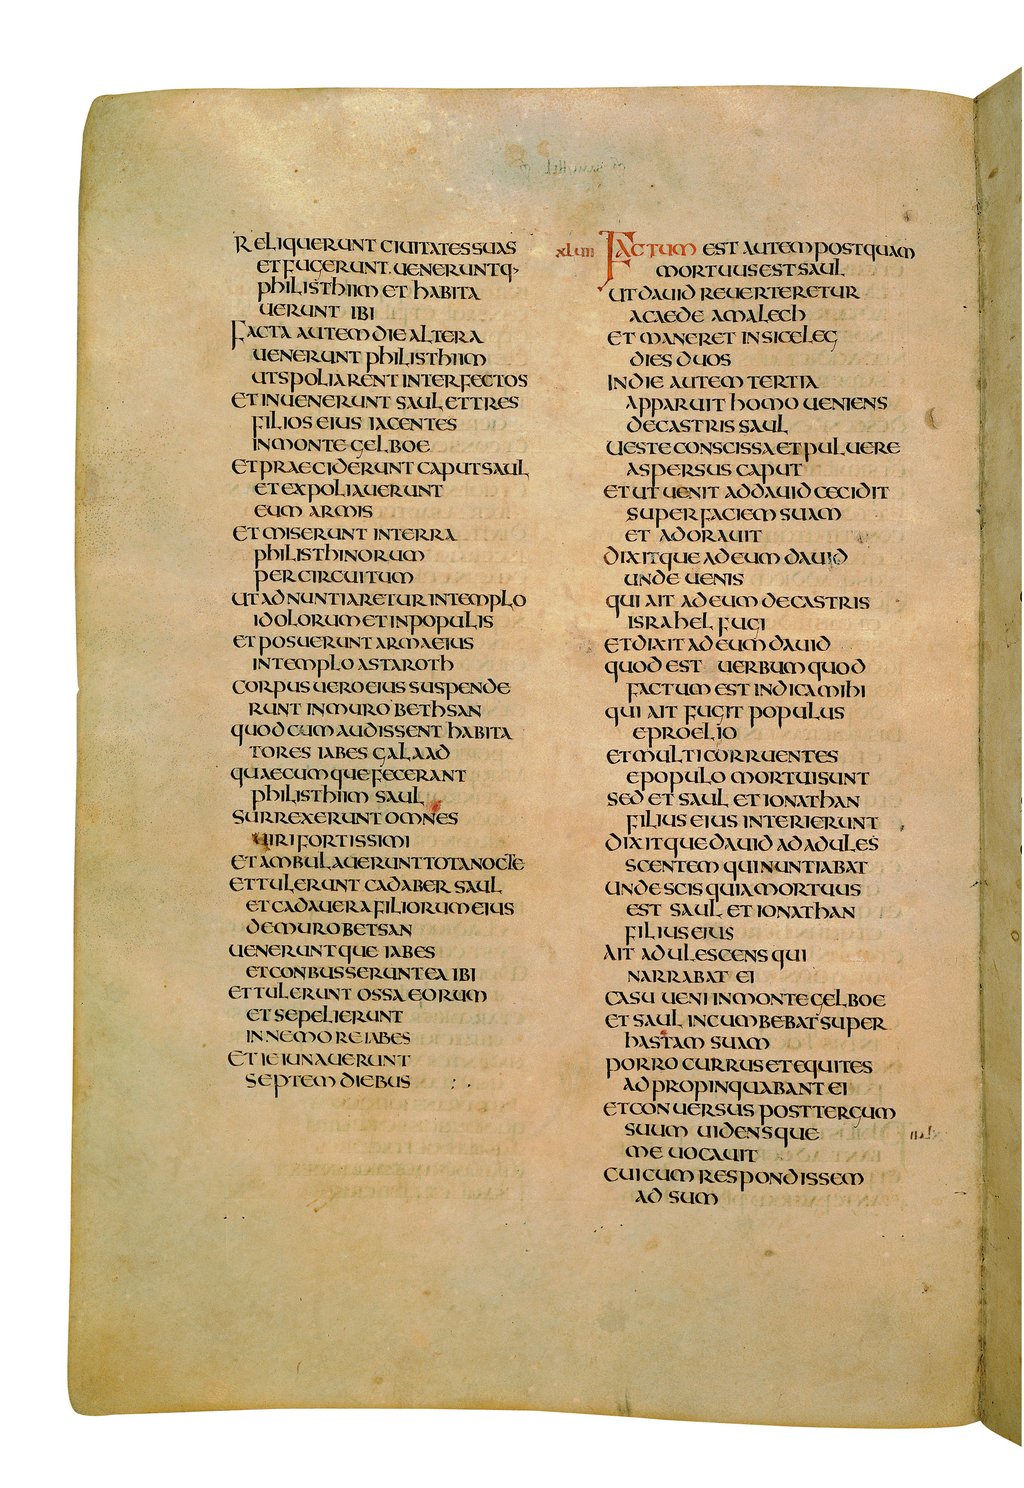 RELIQUERUNT CIUITATES SUAS
ET FUGERUNT. UENERUNTQ·
PHILISTHIIM ET HABITA
UERUNT IBI
FACTA AUTEM DIE ALTERA
UENERUNT PHILISTHIIM
UT SPOLIARENT INTERFECTOS
ET INUENERUNT SAUL ET TRES
FILIOS EIUS IACENTES
IN MONTE GELBOE
ET PRAECIDERUNT CAPUT SAUL
ET EXPOLIAUERUNT
EUM ARMIS
ET MISERUNT IN TERRA
PHILISTHINORUM
PER CIRCUITUM
UT ADNUNTIARETUR IN TEMPLO
IDOLORUM ET IN POPULIS
ET POSUERUNT ARMA EIUS
IN TEMPLO ASTAROTH
CORPUS UERO EIUS SUSPENDE
RUNT IN MURO BETHSAN
QUOD CUM AUDISSENT HABITA
TORES IABES GALAAD
QUAECUMQUE FECERANT
PHILISTHIIM SAUL
SURREXERUNT OMNES
UIRI FORTISSIMI
ET AMBULAUERUNT TOTA NOCTE
ET TULERUNT CADABER SAUL
ET CADAUERA FILIORUM EIUS
DE MURO BETSAN
UENERUNTQUE IABES
ET CONBUSSERUNT EA IBI
ET TULERUNT OSSA EORUM
ET SEPELIERUNT
IN NEMORE IABES
ET IEIUNAUERUNT
SEPTEM DIEBUS
XLIIII FACTUM EST AUTEM POSTQUAM
MORTUUS EST SAUL
UT DAUID REUERTERETUR
A CAEDE AMALECH
ET MANERET IN SICELEG
DIES DUOS
IN DIE AUTEM TERTIA
APPARUIT HOMO UENIENS
DE CASTRIS SAUL
UESTE CONSCISSA ET PULUERE
ASPERSUS CAPUT
ET UT UENIT AD DAUID CECIDIT
SUPER FACIEM SUAM
ET ADORAUIT
DIXITQUE AD EUM DAUID
UNDE UENIS
QUI AIT AD EUM DE CASTRIS
ISRAHEL FUGI
ET DIXIT AD EUM DAUID
QUOD EST UERBUM QUOD
FACTUM EST INDICA MIHI
QUI AIT FUGIT POPULUS
E PROELIO
ET MULTI CORRUENTES
E POPULO MORTUI SUNT
SED ET SAUL ET IONATHAN
FILIUS EIUS INTERIERUNT
DIXITQUE DAUID AD ADULES
SCENTEM QUI NUNTIABAT
UNDE SCIS QUIA MORTUUS
EST SAUL ET IONATHAN
FILIUS EIUS
AIT ADULESCENS QUI
NARRABAT EI
CASU UENI IN MONTE GELBOE
ET SAUL INCUMBEBAT SUPER
HASTAM SUAM
PORRO CURRUS ET EQUITES
ADPROPINQUABANT EI
ET CONUERSUS POST TERGUM
SUUM UIDENSQUE
ME UOCAUIT
CUI CUM RESPONDISSEM
ADSUM